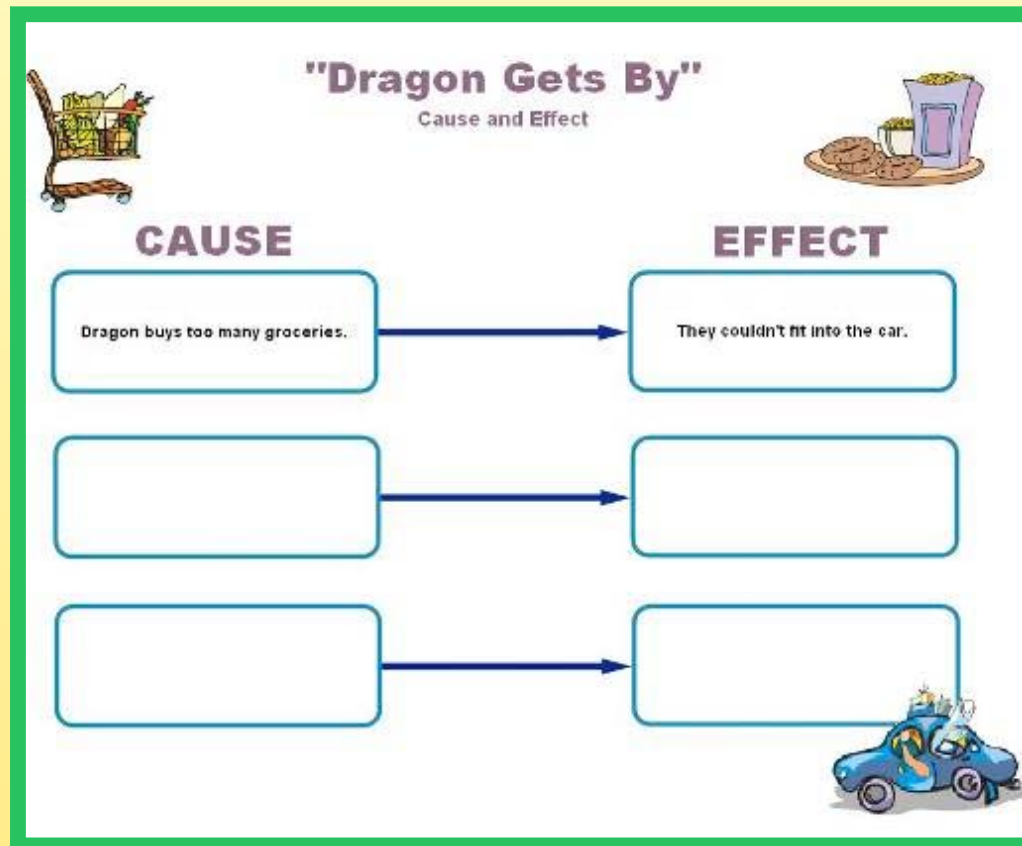 "Dragon Gets By"
Cause and Effect
CAUSE
EFFECT
Dragon buys too many groceries.
They couldn't fit into the car.